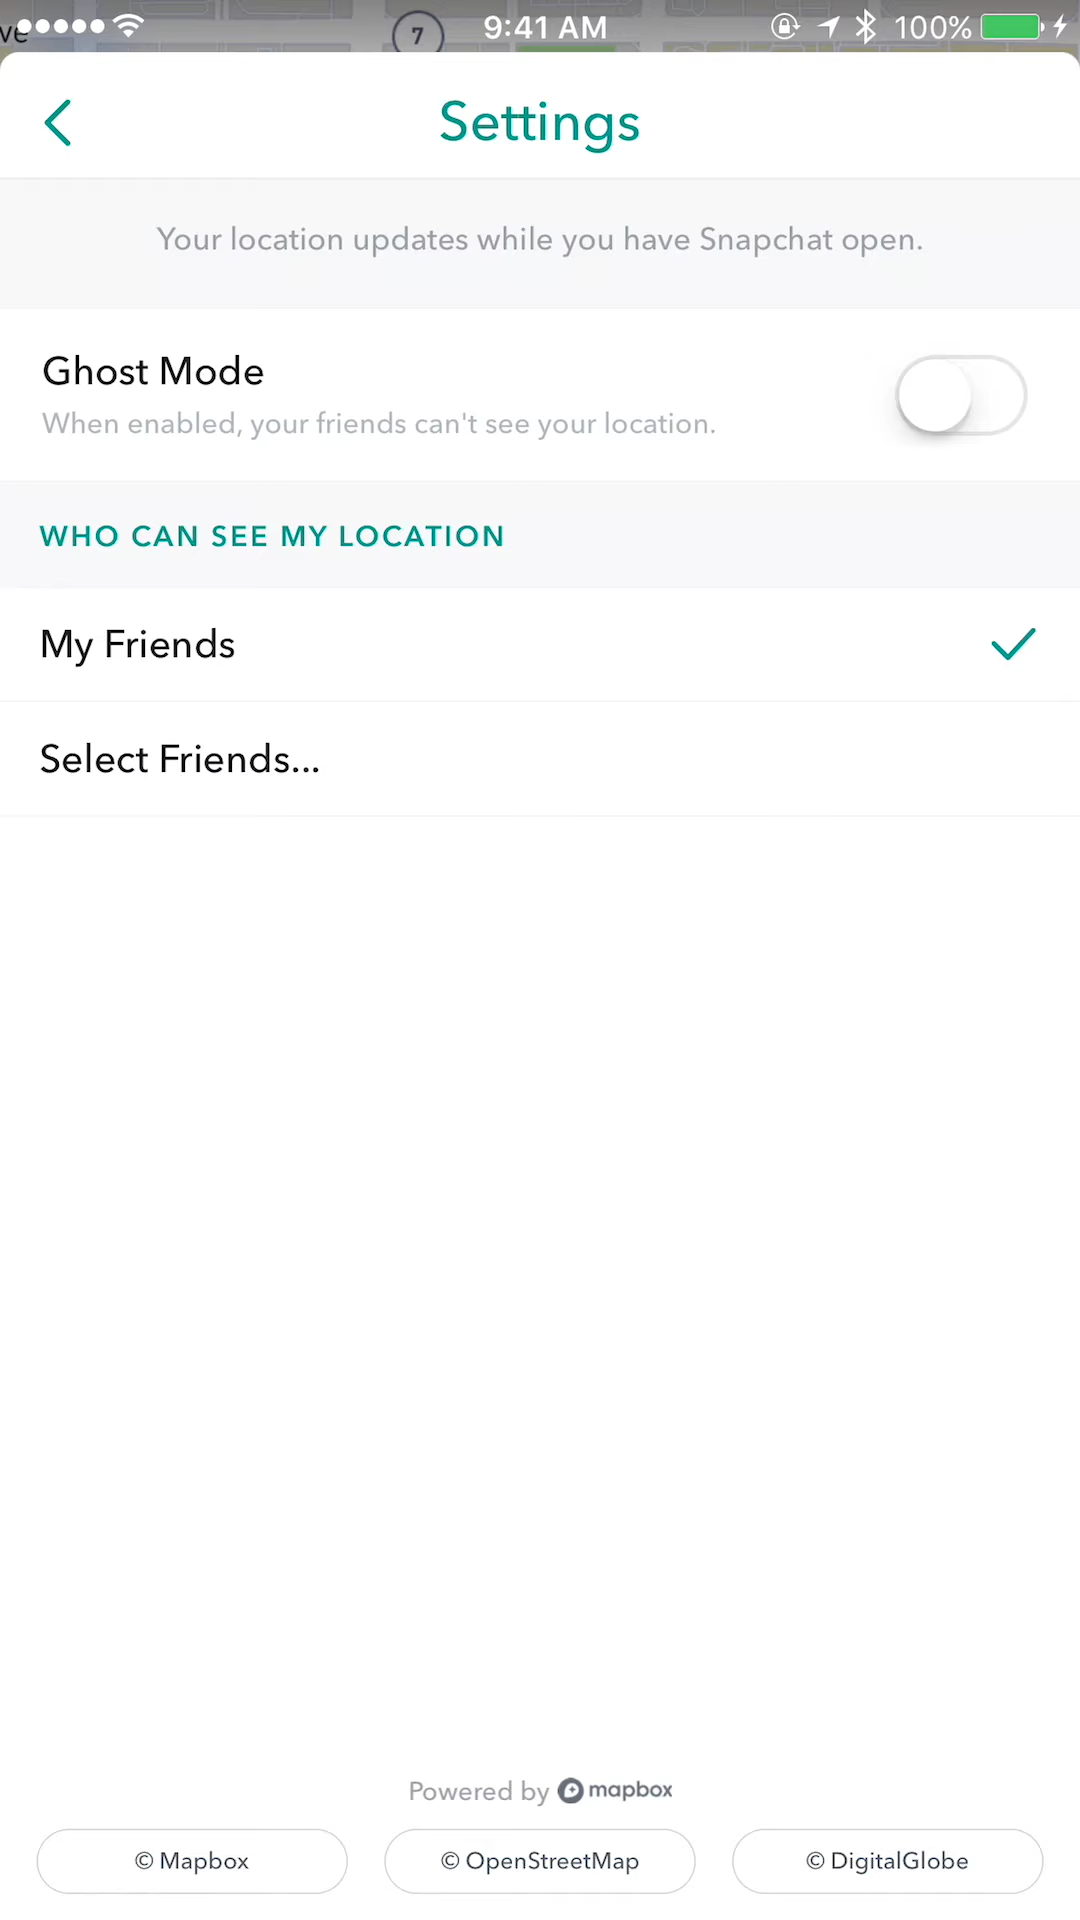 ve 7 9:41 AM 100%
Settings
Your location updates while you have Snapchat open.
Ghost Mode
When enabled, your friends can't see your location.
WHO CAN SEE MY LOCATION
My Friends
Select Friends...
Powered by mapbox
© Mapbox © OpenStreetMap © DigitalGlobe